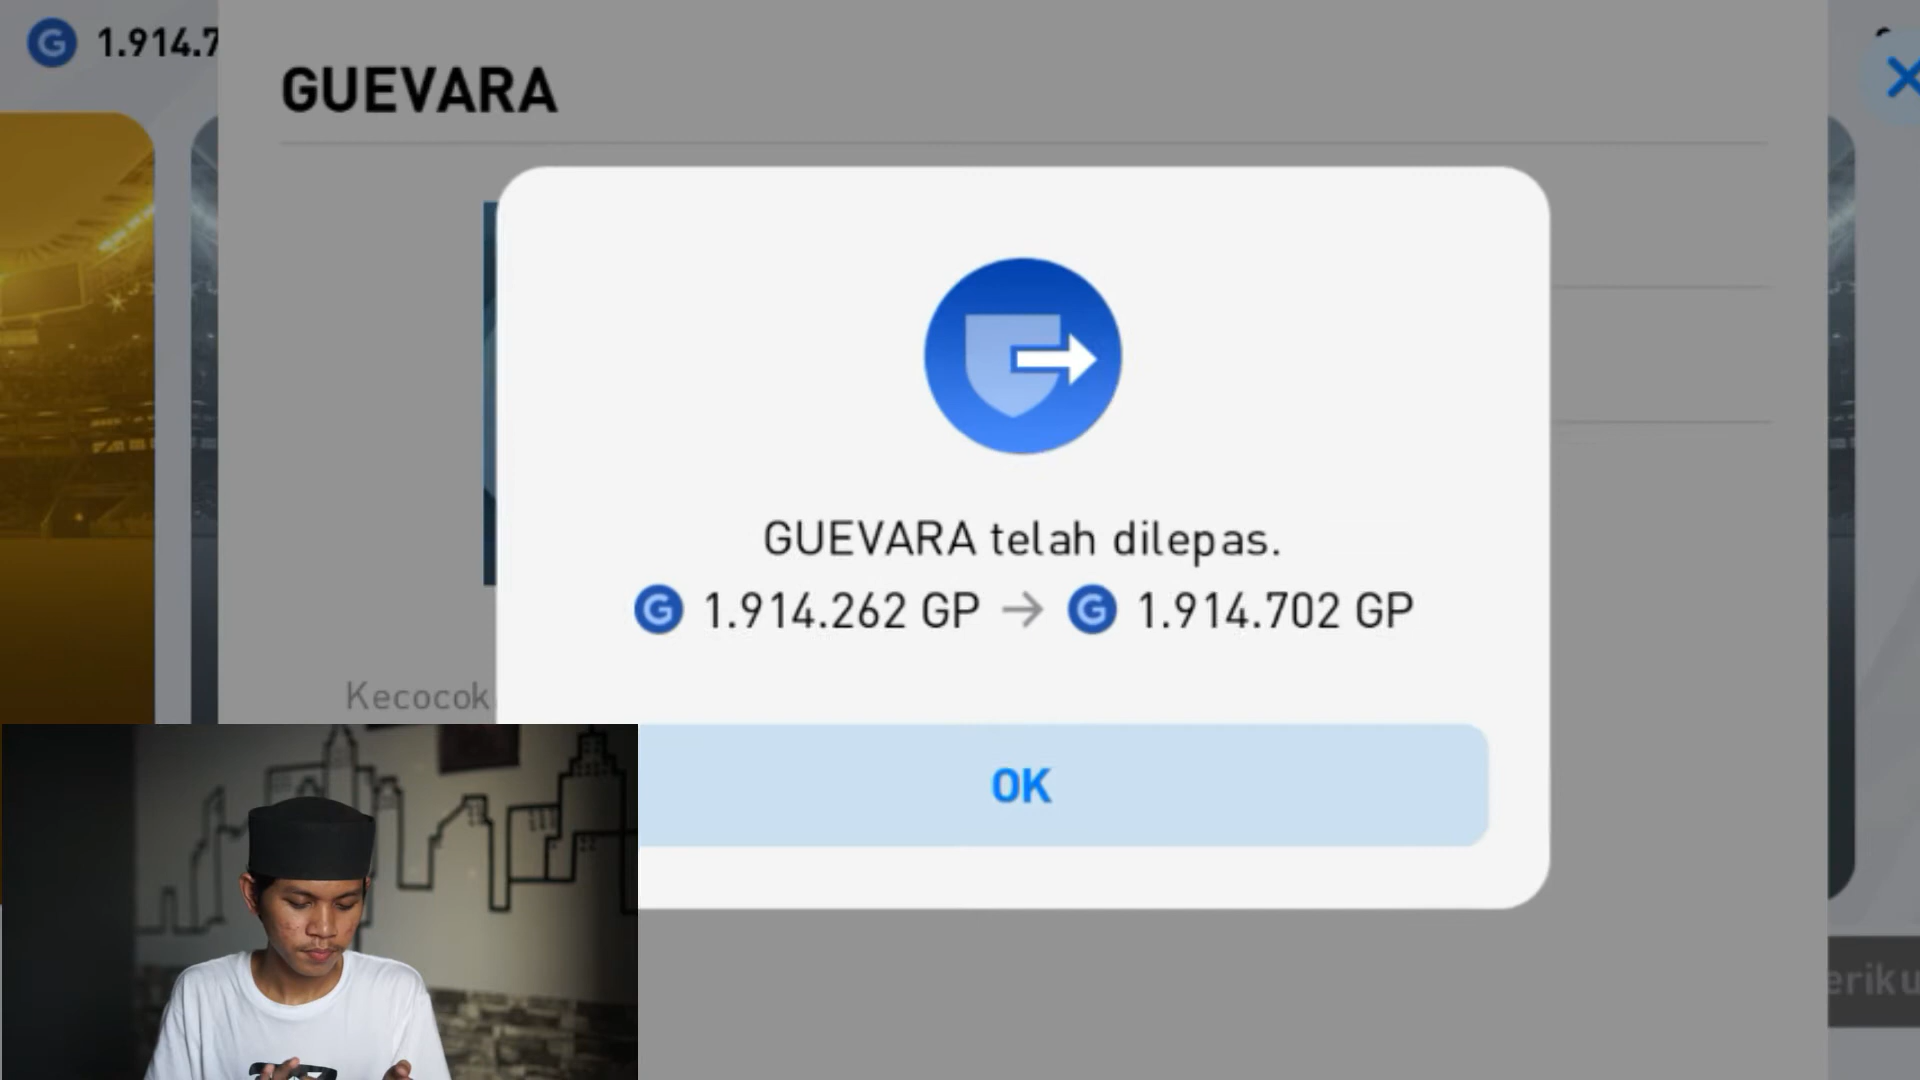 1.914.7
GUEVARA
GUEVARA telah dilepas.
1.914.262 GP → 1.914.702 GP
Kecocok
OK
eriku